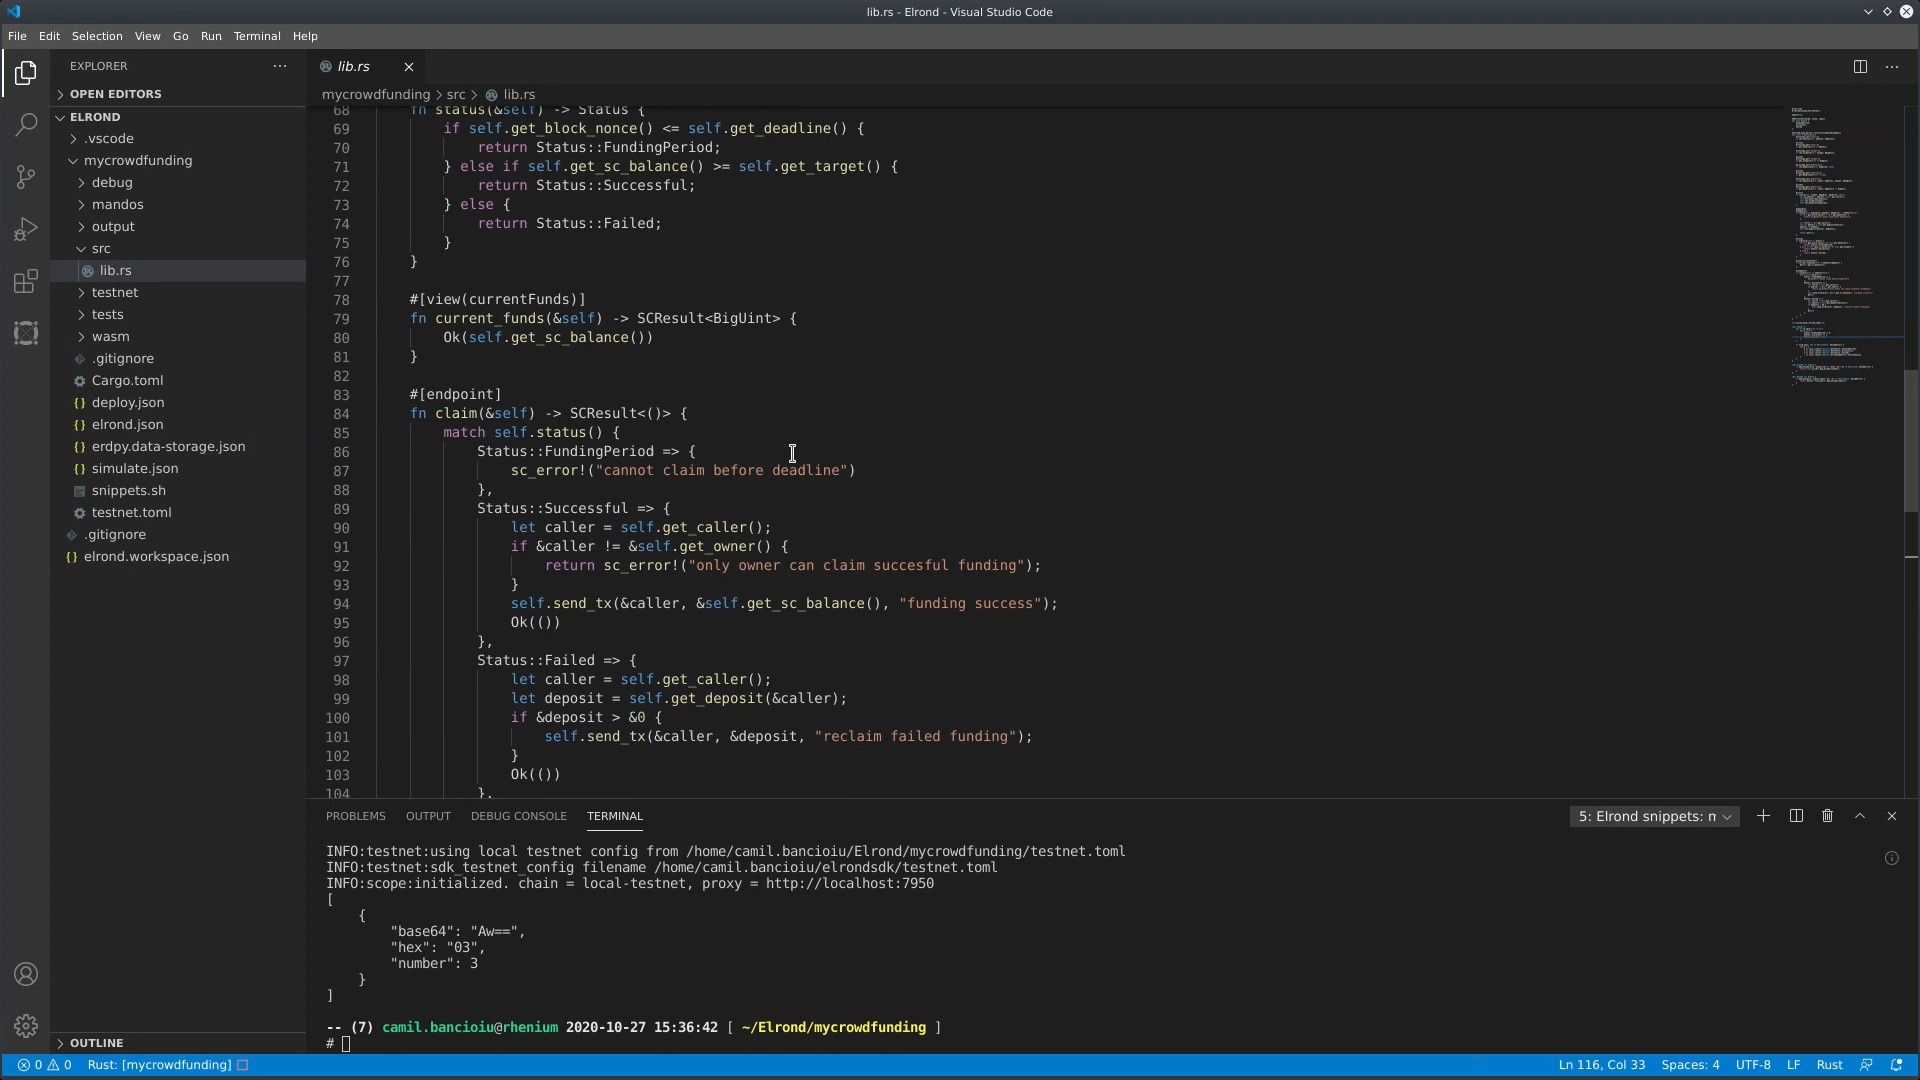 lib.rs - Elrond - Visual Studio Code
File Edit Selection View Go Run Terminal Help
EXPLORER
OPEN EDITORS
ELROND
.vscode
mycrowdfunding
debug
mandos
output
src
lib.rs
testnet
tests
wasm
.gitignore
Cargo.toml
deploy.json
elrond.json
erdpy.data-storage.json
simulate.json
snippets.sh
testnet.toml
.gitignore
elrond.workspace.json
OUTLINE
lib.rs
mycrowdfunding > src > lib.rs
68 fn status(&self) -> Status {
69 if self.get_block_nonce() <= self.get_deadline() {
70 return Status::FundingPeriod;
71 } else if self.get_sc_balance() >= self.get_target() {
72 return Status::Successful;
73 } else {
74 return Status::Failed;
75 }
76 }
77
78 #[view(currentFunds)]
79 fn current_funds(&self) -> SCResult<BigUint> {
80 Ok(self.get_sc_balance())
81 }
82
83 #[endpoint]
84 fn claim(&self) -> SCResult<()> {
85 match self.status() {
86 Status::FundingPeriod => {
87 sc_error!("cannot claim before deadline")
88 },
89 Status::Successful => {
90 let caller = self.get_caller();
91 if &caller != &self.get_owner() {
92 return sc_error!("only owner can claim succesful funding");
93 }
94 self.send_tx(&caller, &self.get_sc_balance(), "funding success");
95 Ok(())
96 },
97 Status::Failed => {
98 let caller = self.get_caller();
99 let deposit = self.get_deposit(&caller);
100 if &deposit > &0 {
101 self.send_tx(&caller, &deposit, "reclaim failed funding");
102 }
103 Ok(())
104 },
PROBLEMS OUTPUT DEBUG CONSOLE TERMINAL 5: Elrond snippets: n
INFO:testnet:using local testnet config from /home/camil.bancioiu/Elrond/mycrowdfunding/testnet.toml
INFO:testnet:sdk_testnet_config filename /home/camil.bancioiu/elrondsdk/testnet.toml
INFO:scope:initialized. chain = local-testnet, proxy = http://localhost:7950
[
{
"base64": "Aw==",
"hex": "03",
"number": 3
}
]
-- (7) camil.bancioiu@rhenium 2020-10-27 15:36:42 [ ~/Elrond/mycrowdfunding ]
#
0 0 Rust: [mycrowdfunding] Ln 116, Col 33 Spaces: 4 UTF-8 LF Rust